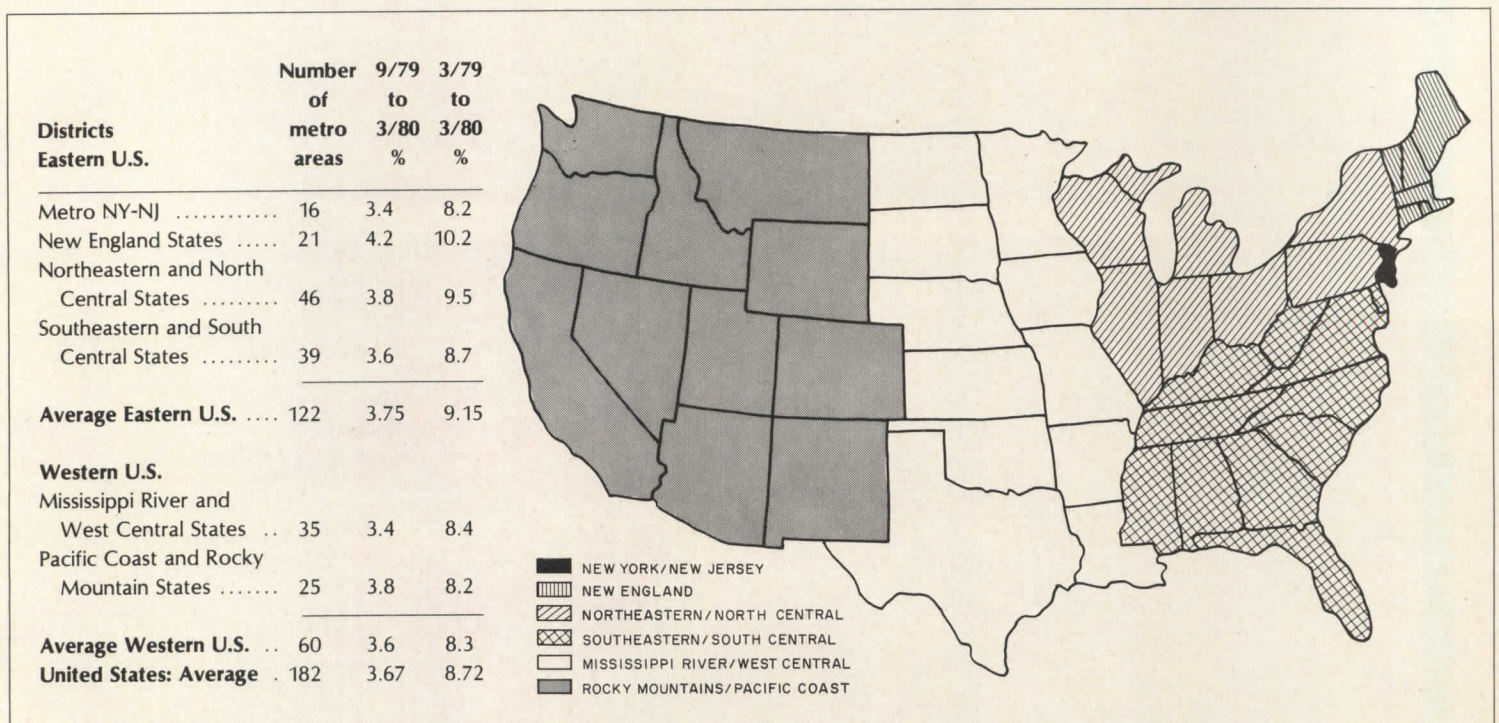 Number 9/79 3/79
of to to
Districts metro 3/80 3/80
Eastern U.S. areas % %
Metro NY-NJ ............ 16 3.4 8.2
New England States ..... 21 4.2 10.2
Northeastern and North
Central States ......... 46 3.8 9.5
Southeastern and South
Central States ......... 39 3.6 8.7
Average Eastern U.S. .... 122 3.75 9.15
Western U.S.
Mississippi River and
West Central States .. 35 3.4 8.4
Pacific Coast and Rocky
Mountain States ....... 25 3.8 8.2
Average Western U.S. .. 60 3.6 8.3
United States: Average . 182 3.67 8.72
NEW YORK/NEW JERSEY
NEW ENGLAND
NORTHEASTERN/NORTH CENTRAL
SOUTHEASTERN/SOUTH CENTRAL
MISSISSIPPI RIVER/WEST CENTRAL
ROCKY MOUNTAINS/PACIFIC COAST